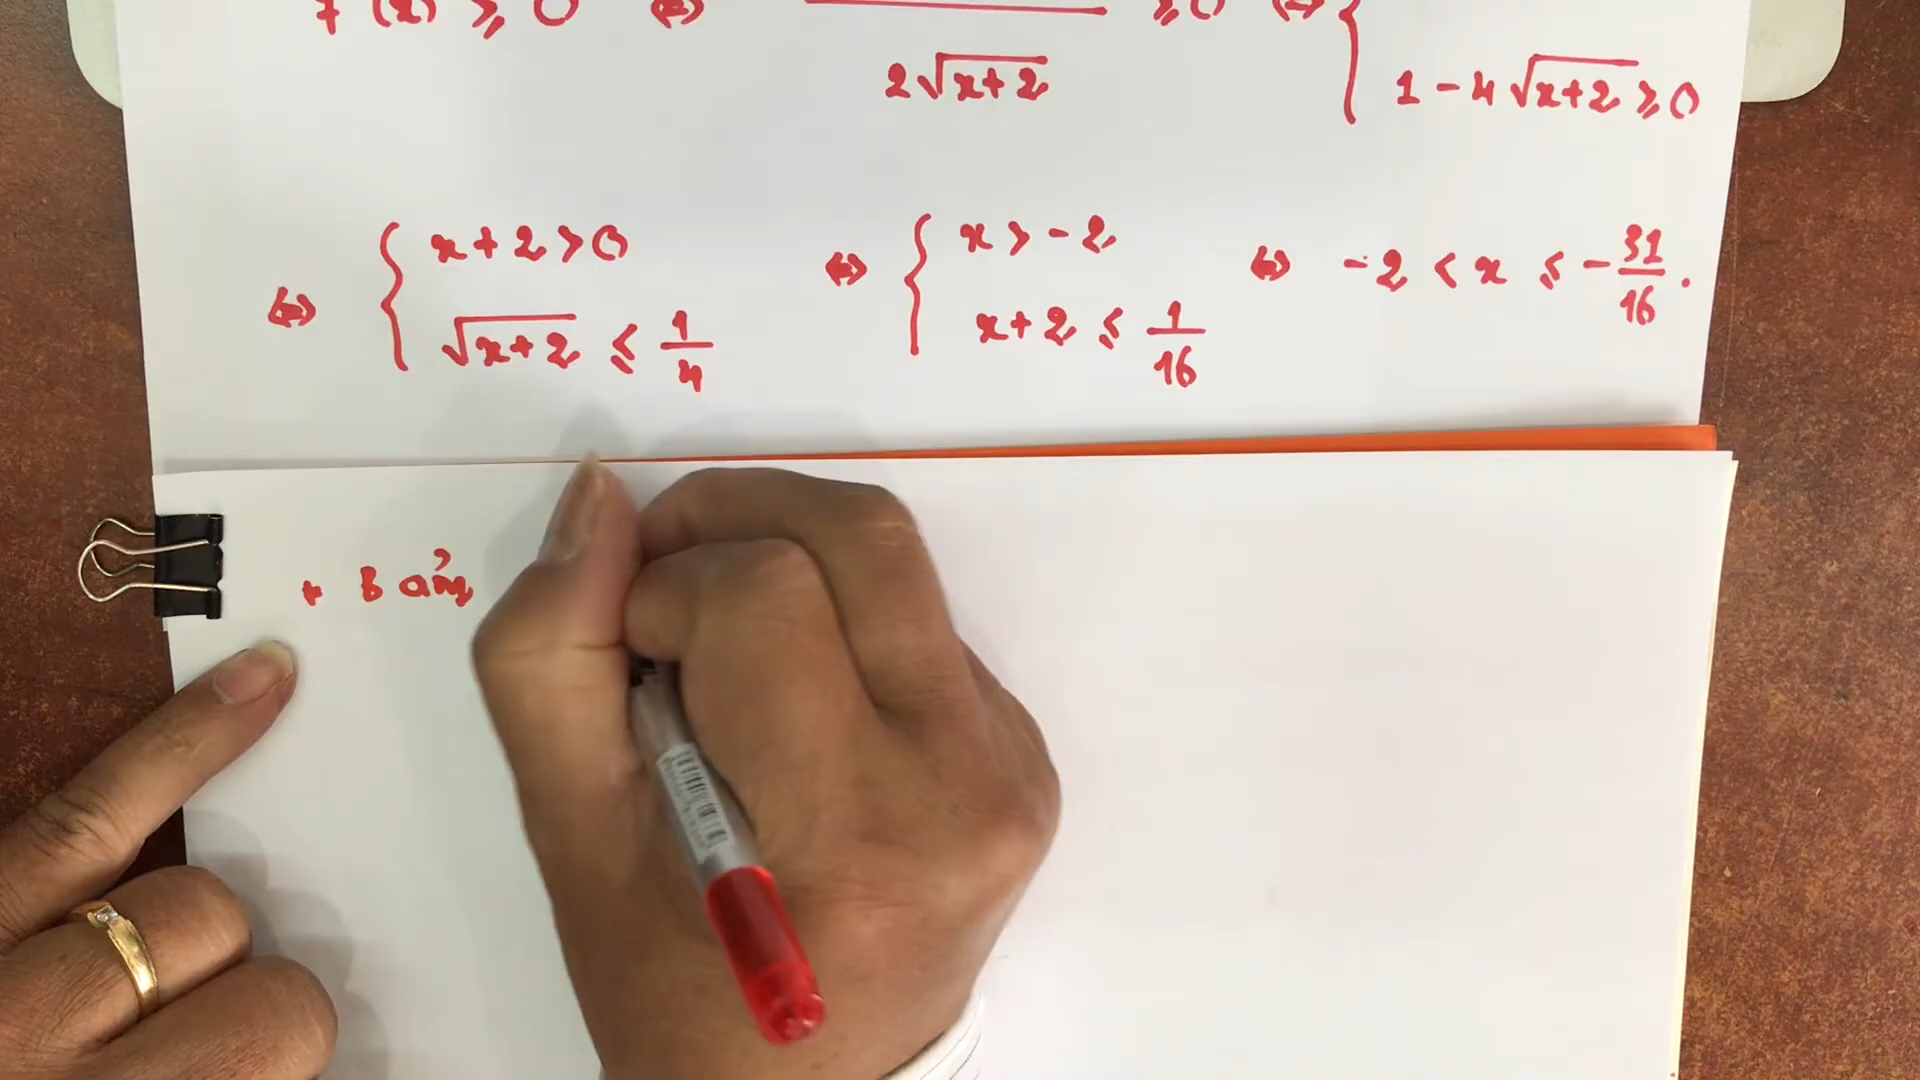 f'(x) ≥ 0 ⇔ ≥ 0 ⇔ {
2√(x+2)
1 - 4√(x+2) ≥ 0
⇔ { x + 2 > 0 ⇔ { x > -2 ⇔ -2 < x ≤ -31/16.
√(x+2) ≤ 1/4 x + 2 ≤ 1/16
* Bảng